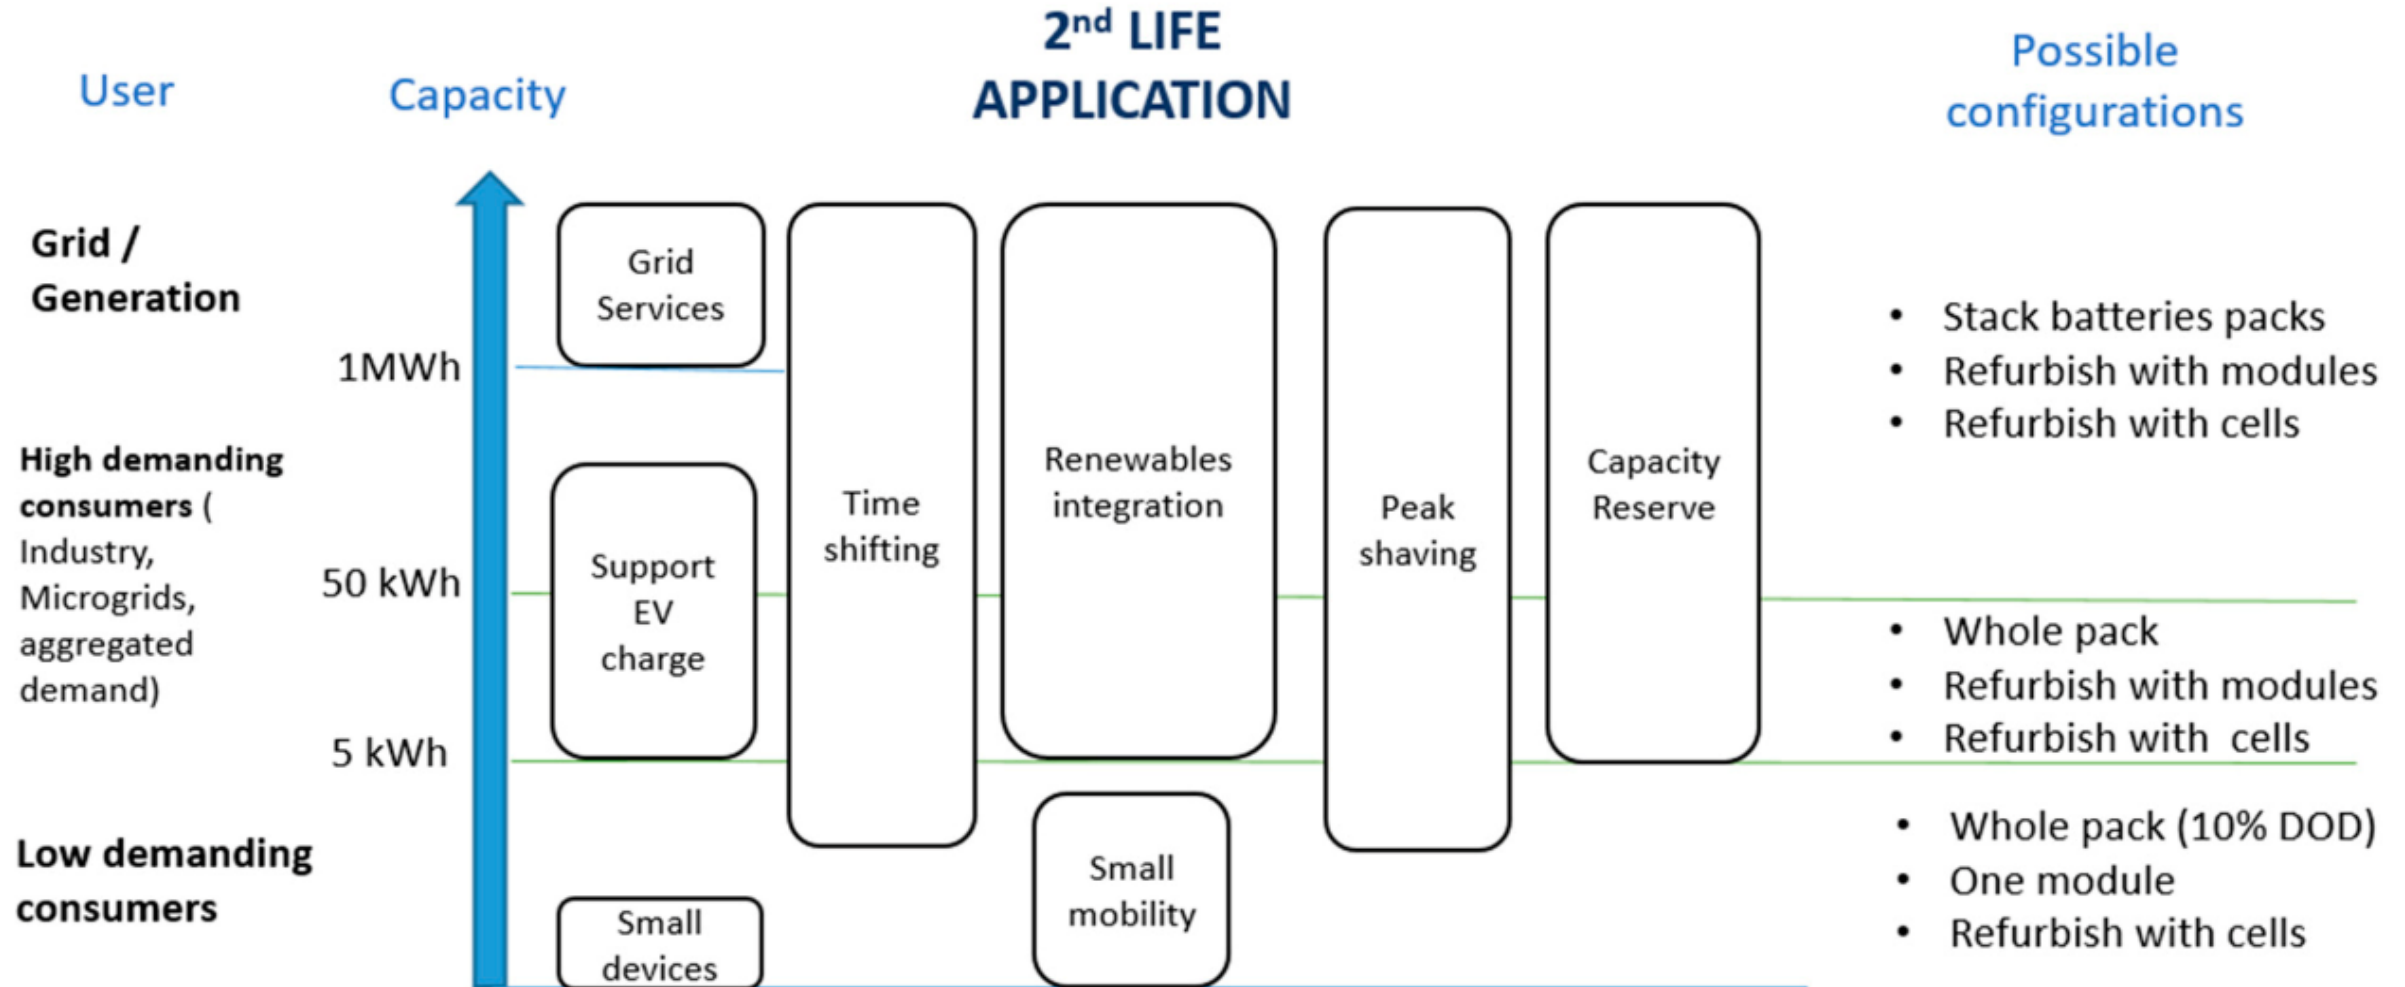 2nd LIFE
APPLICATION
User
Capacity
Possible
configurations
Grid /
Generation
1MWh
High demanding
consumers (
Industry,
Microgrids,
aggregated
demand)
50 kWh
5 kWh
Low demanding
consumers
Grid
Services
Support
EV
charge
Small
devices
Time
shifting
Renewables
integration
Small
mobility
Peak
shaving
Capacity
Reserve
• Stack batteries packs
• Refurbish with modules
• Refurbish with cells
• Whole pack
• Refurbish with modules
• Refurbish with  cells
• Whole pack (10% DOD)
• One module
• Refurbish with cells